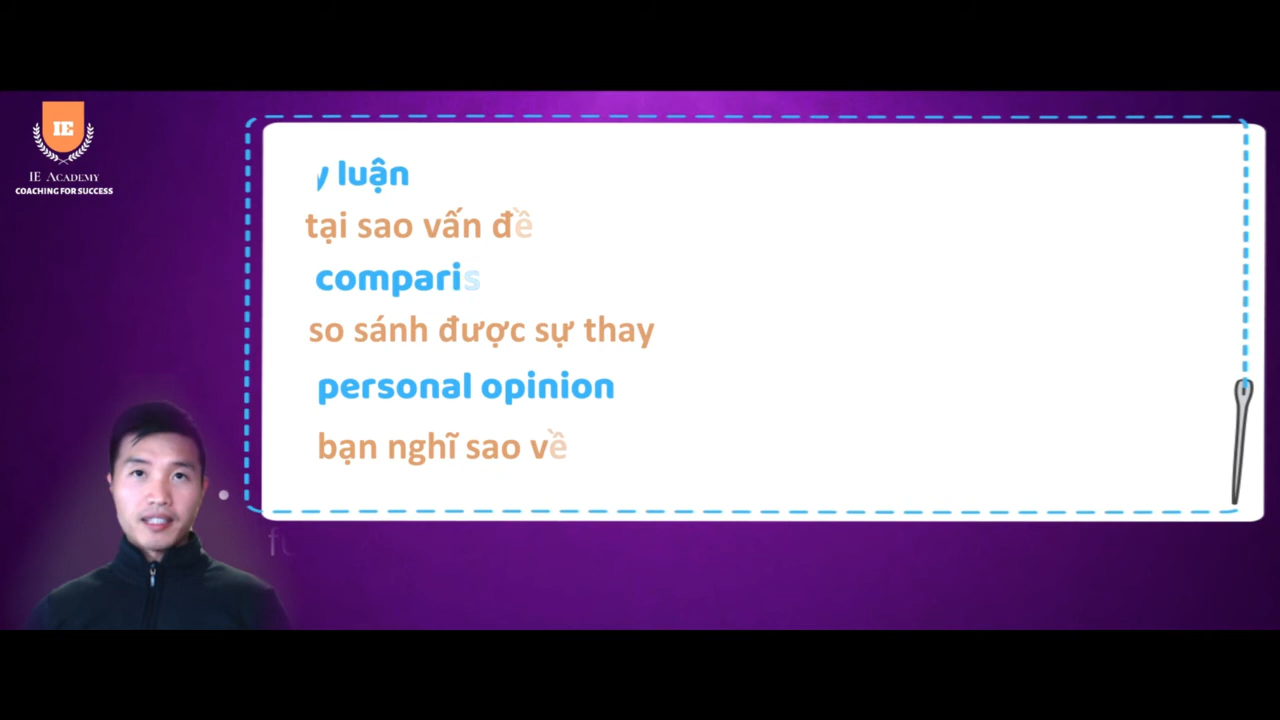 IE
IE ACADEMY
COACHING FOR SUCCESS
y luận
tại sao vấn đề
comparis
so sánh được sự thay
personal opinion
bạn nghĩ sao về
fu